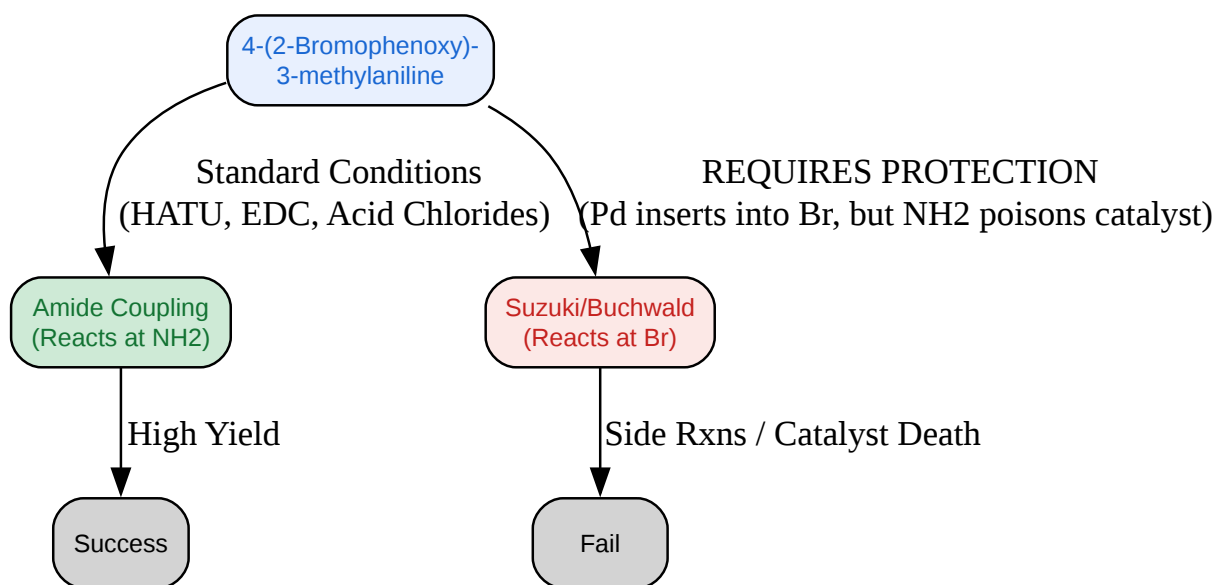 4-(2-Bromophenoxy)-
3-methylaniline
Standard Conditions
(HATU, EDC, Acid Chlorides)
REQUIRES PROTECTION
(Pd inserts into Br, but NH2 poisons catalyst)
Amide Coupling
(Reacts at NH2)
Suzuki/Buchwald
(Reacts at Br)
High Yield
Side Rxns / Catalyst Death
Success
Fail